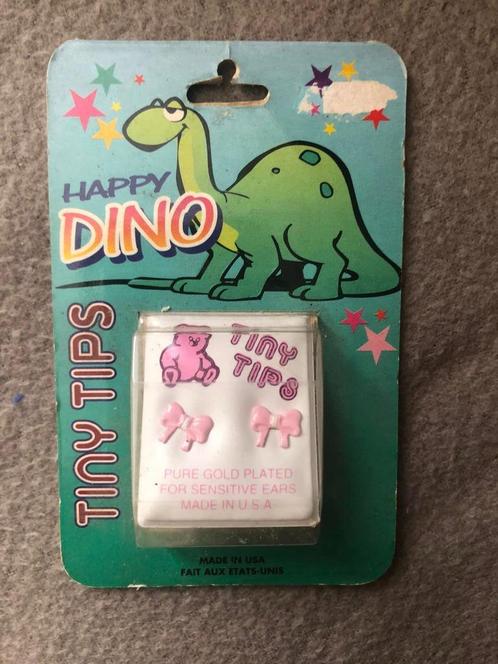 HAPPY
DINO
TINY TIPS
TINY
TIPS
PURE GOLD PLATED
FOR SENSITIVE EARS
MADE IN U.S.A
MADE IN USA
FAIT AUX ETATS-UNIS